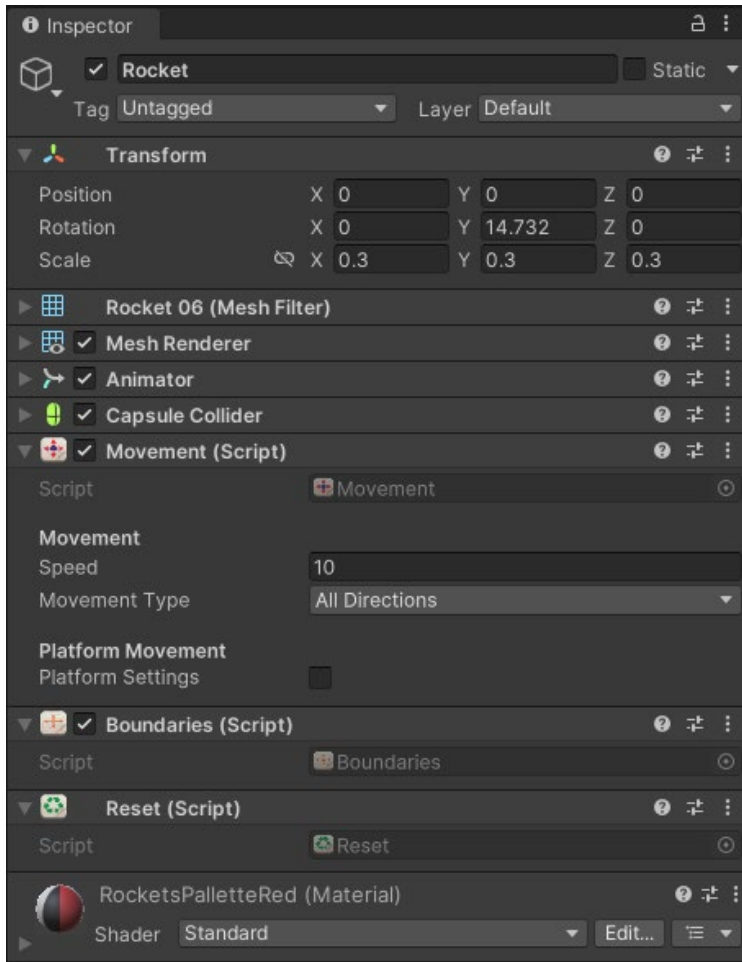 Inspector
Rocket Static
Tag Untagged Layer Default
Transform
Position X 0 Y 0 Z 0
Rotation X 0 Y 14.732 Z 0
Scale X 0.3 Y 0.3 Z 0.3
Rocket 06 (Mesh Filter)
Mesh Renderer
Animator
Capsule Collider
Movement (Script)
Script Movement
Movement
Speed 10
Movement Type All Directions
Platform Movement
Platform Settings
Boundaries (Script)
Script Boundaries
Reset (Script)
Script Reset
RocketsPalletteRed (Material)
Shader Standard Edit...